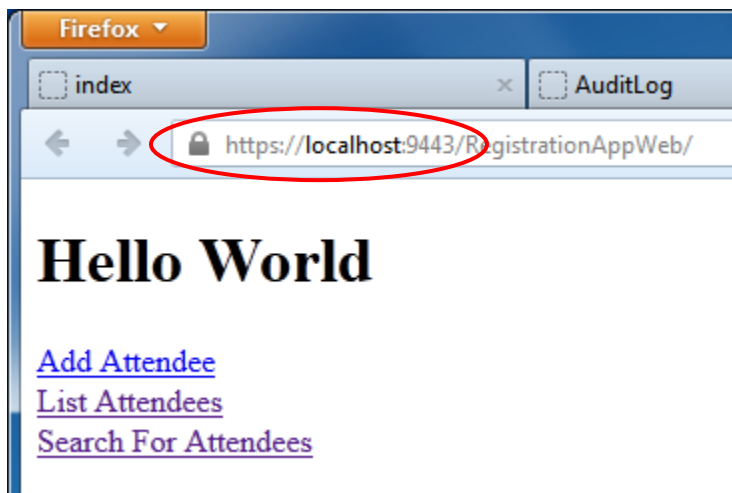 Firefox
index
AuditLog
https://localhost:9443/RegistrationAppWeb/
Hello World
Add Attendee
List Attendees
Search For Attendees